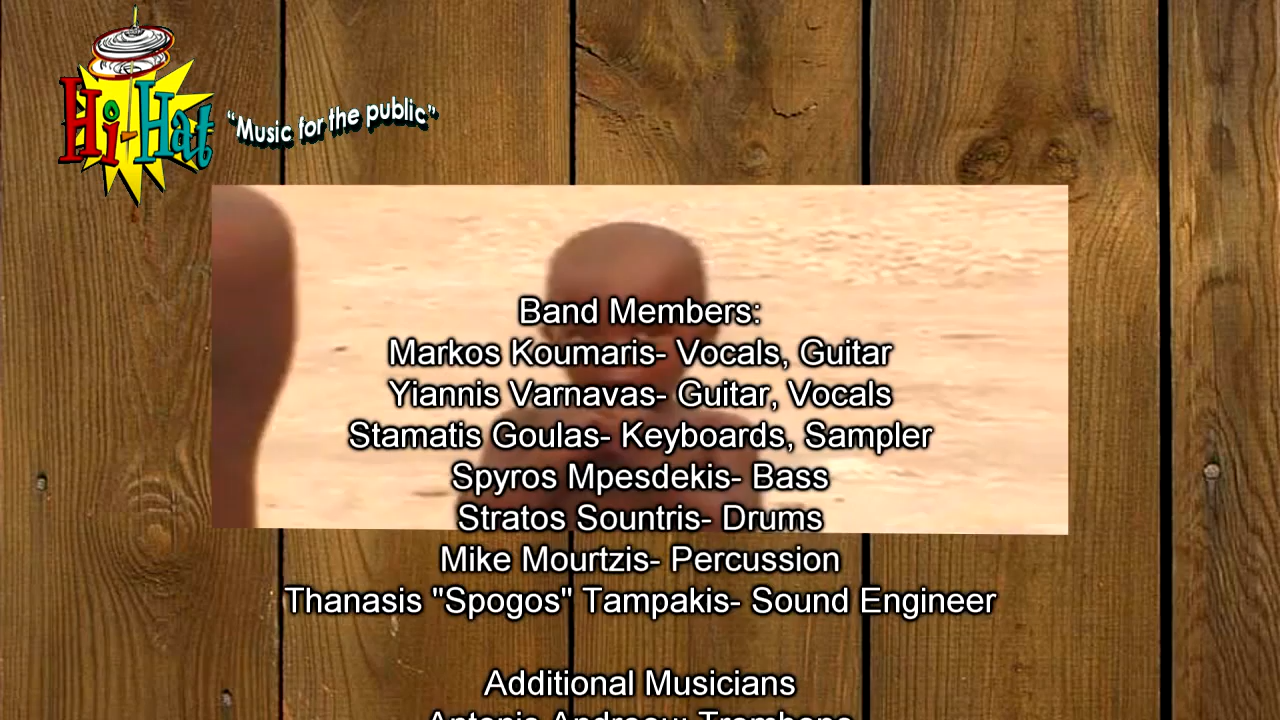 Hi-Hat
"Music for the public"
Band Members:
Markos Koumaris- Vocals, Guitar
Yiannis Varnavas- Guitar, Vocals
Stamatis Goulas- Keyboards, Sampler
Spyros Mpesdekis- Bass
Stratos Sountris- Drums
Mike Mourtzis- Percussion
Thanasis "Spogos" Tampakis- Sound Engineer
Additional Musicians